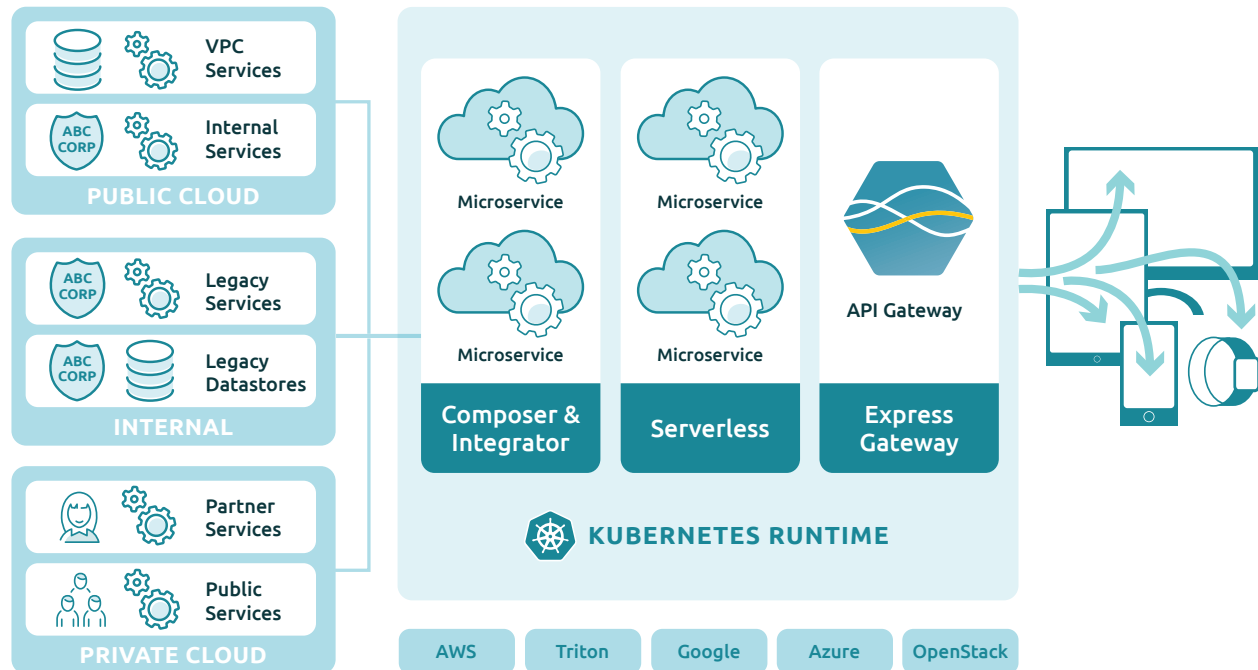 VPC
Services
ABC
CORP
Internal
Services
PUBLIC CLOUD
ABC
CORP
Legacy
Services
ABC
CORP
Legacy
Datastores
INTERNAL
Partner
Services
Public
Services
PRIVATE CLOUD
Microservice
Microservice
Composer &
Integrator
Microservice
Microservice
Serverless
API Gateway
Express
Gateway
KUBERNETES RUNTIME
AWS
Triton
Google
Azure
OpenStack